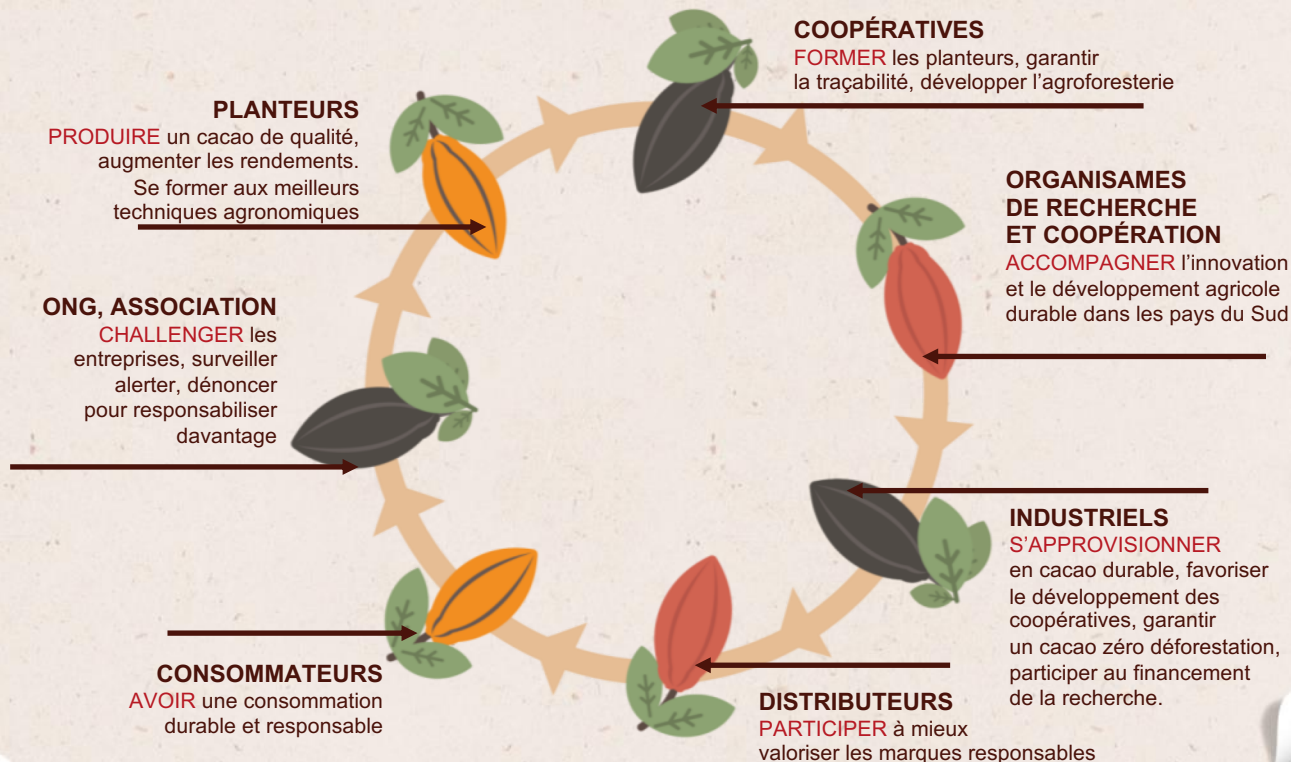 COOPÉRATIVES
FORMER les planteurs, garantir
la traçabilité, développer l’agroforesterie
PLANTEURS
PRODUIRE un cacao de qualité,
augmenter les rendements.
Se former aux meilleurs
techniques agronomiques
ORGANISAMES
DE RECHERCHE
ET COOPÉRATION
ACCOMPAGNER l’innovation
et le développement agricole
durable dans les pays du Sud
ONG, ASSOCIATION
CHALLENGER les
entreprises, surveiller
alerter, dénoncer
pour responsabiliser
davantage
INDUSTRIELS
S’APPROVISIONNER
en cacao durable, favoriser
le développement des
coopératives, garantir
un cacao zéro déforestation,
participer au financement
de la recherche.
CONSOMMATEURS
AVOIR une consommation
durable et responsable
DISTRIBUTEURS
PARTICIPER à mieux
valoriser les marques responsables